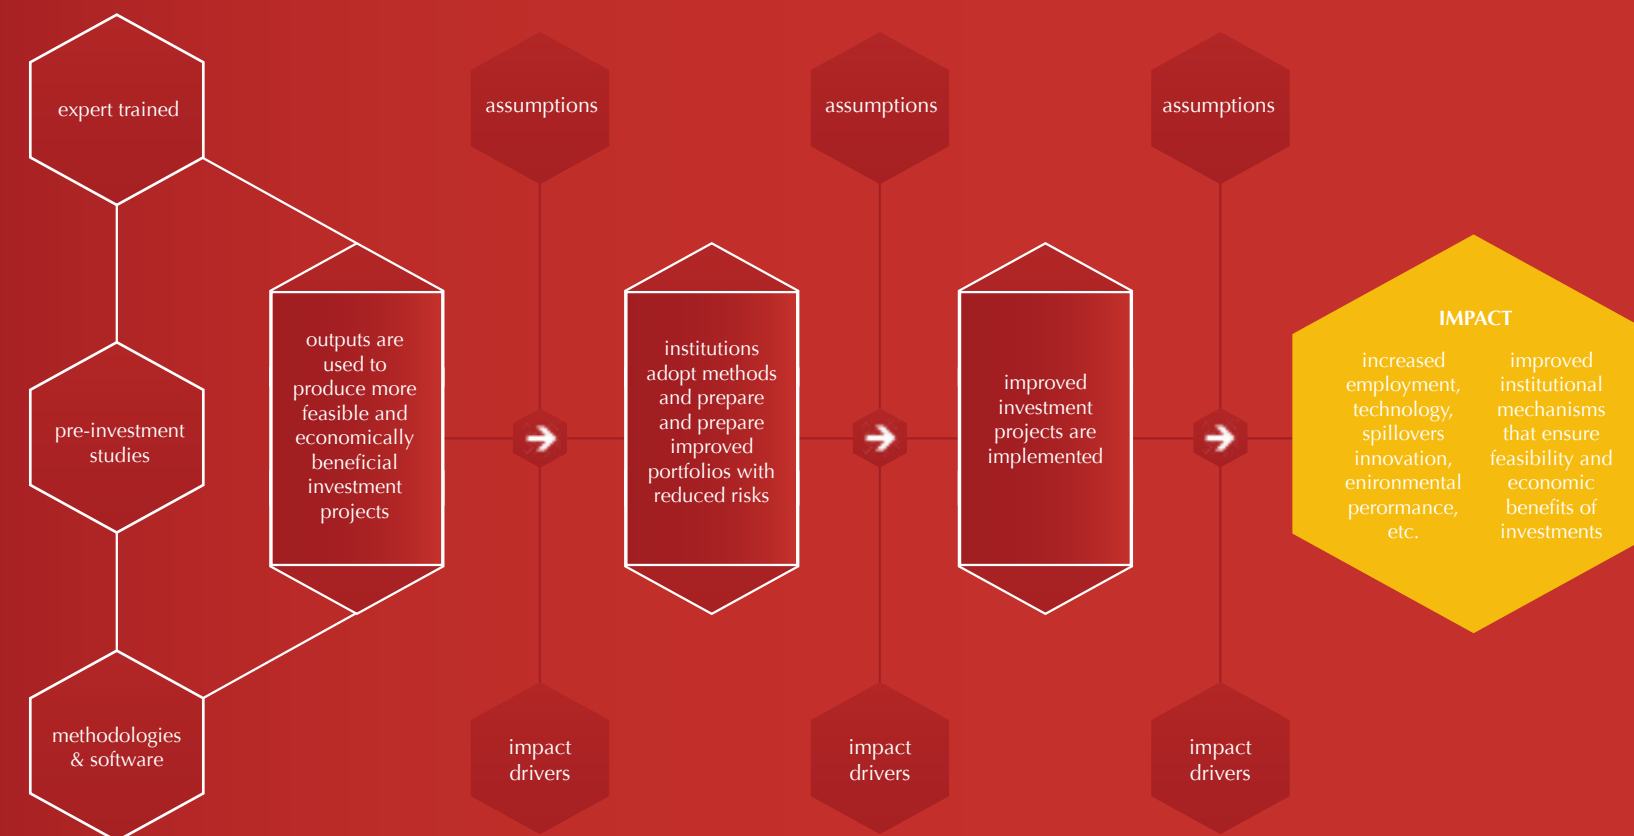 expert trained
pre-investment
studies
methodologies
& software
outputs are
used to
produce more
feasible and
economically
beneficial
investment
projects
assumptions
impact
drivers
institutions
adopt methods
and prepare
and prepare
improved
portfolios with
reduced risks
assumptions
impact
drivers
improved
investment
projects are
implemented
assumptions
impact
drivers
IMPACT
increased
employment,
technology,
spillovers
innovation,
enironmental
perormance,
etc.
improved
institutional
mechanisms
that ensure
feasibility and
economic
benefits of
investments